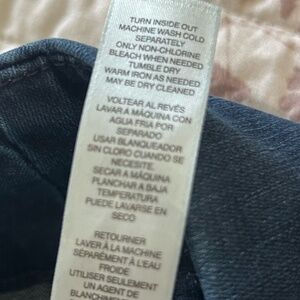 TURN INSIDE OUT
MACHINE WASH COLD
SEPARATELY
ONLY NON-CHLORINE
BLEACH WHEN NEEDED
TUMBLE DRY
WARM IRON AS NEEDED
MAY BE DRY CLEANED
VOLTEAR AL REVÉS
LAVAR A MÁQUINA CON
AGUA FRIA POR
SEPARADO
USAR BLANQUEADOR
SIN CLORO CUANDO SE
NECESITE.
SECAR A MÁQUINA
PLANCHAR A BAJA
TEMPERATURA
PUEDE LAVARSE EN
SECO
RETOURNER
LAVER À LA MACHINE
SÉPARÉMENT À L'EAU
FROIDE
UTILISER SEULEMENT
UN AGENT DE